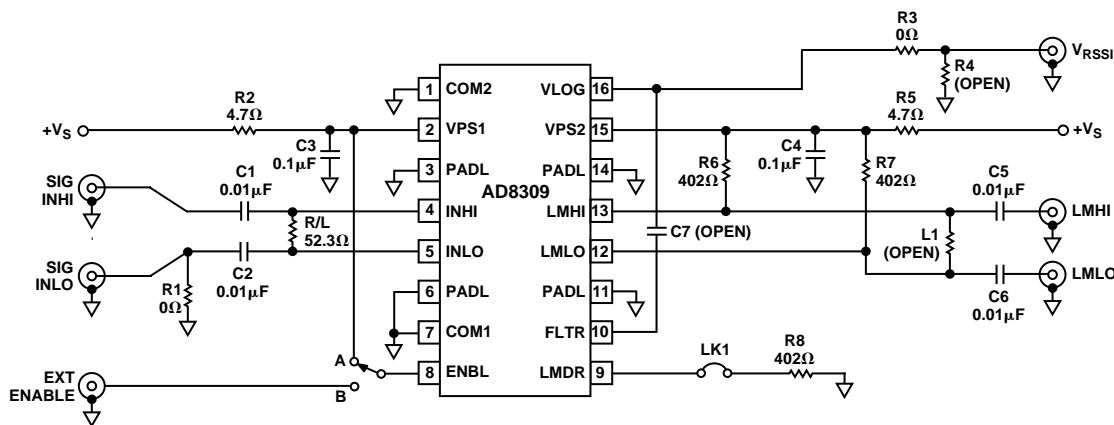 R3
0Ω
V_RSSI
R4
(OPEN)
1 COM2 VLOG 16
R2
4.7Ω
R5
4.7Ω
+V_S
2 VPS1 VPS2 15
+V_S
C3
0.1μF
R6
402Ω
C4
0.1μF
R7
402Ω
3 PADL PADL 14
AD8309
SIG
INHI
C1
0.01μF
C5
0.01μF
4 INHI LMHI 13
LMHI
R/L
52.3Ω
C7 (OPEN)
L1
(OPEN)
5 INLO LMLO 12
SIG
INLO
C2
0.01μF
R1
0Ω
LMLO
C6
0.01μF
6 PADL PADL 11
7 COM1 FLTR 10
A
LK1
R8
402Ω
8 ENBL LMDR 9
EXT
ENABLE
B